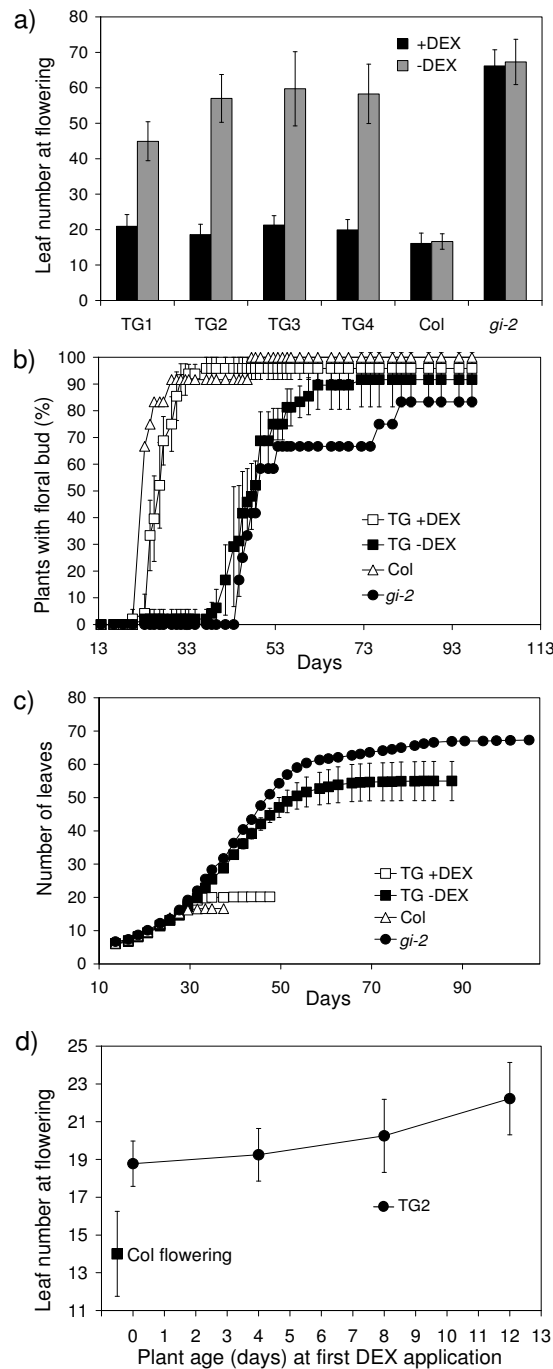 a)
Leaf number at flowering
80
70
60
50
40
30
20
10
0
+DEX
-DEX
TG1 TG2 TG3 TG4 Col gi-2
b)
Plants with floral bud (%)
100
90
80
70
60
50
40
30
20
10
0
TG +DEX
TG -DEX
Col
gi-2
13 33 53 73 93 113
Days
c)
Number of leaves
80
70
60
50
40
30
20
10
0
TG +DEX
TG -DEX
Col
gi-2
10 30 50 70 90
Days
d)
Leaf number at flowering
25
23
21
19
17
15
13
11
TG2
Col flowering
0 1 2 3 4 5 6 7 8 9 10 11 12 13
Plant age (days) at first DEX application